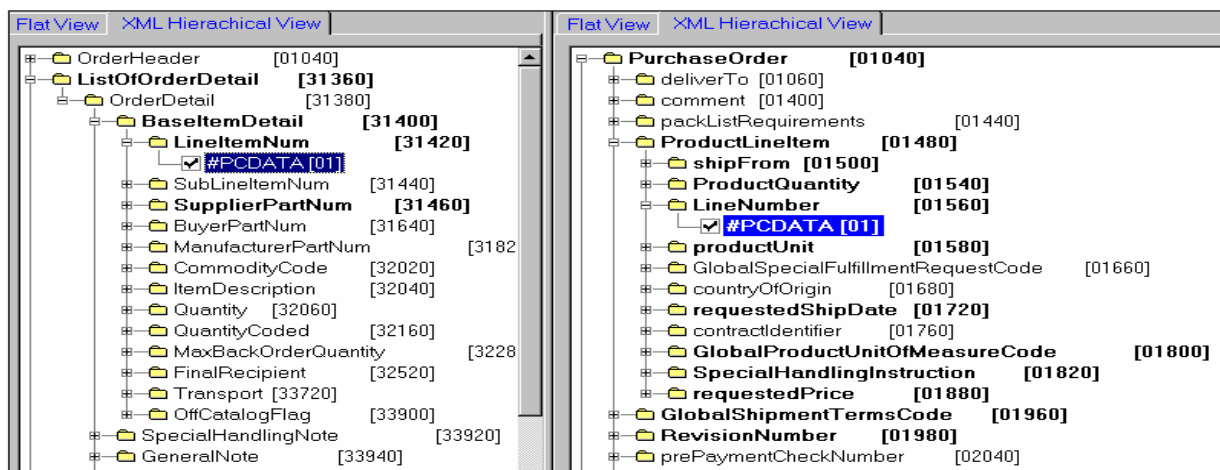 Flat View XML Hierachical View
OrderHeader [01040]
ListOfOrderDetail [31360]
OrderDetail [31380]
BaseItemDetail [31400]
LineItemNum [31420]
#PCDATA [01]
SubLineItemNum [31440]
SupplierPartNum [31460]
BuyerPartNum [31640]
ManufacturerPartNum [3182
CommodityCode [32020]
ItemDescription [32040]
Quantity [32060]
QuantityCoded [32160]
MaxBackOrderQuantity [3228
FinalRecipient [32520]
Transport [33720]
OffCatalogFlag [33900]
SpecialHandlingNote [33920]
GeneralNote [33940]
Flat View XML Hierachical View
PurchaseOrder [01040]
deliverTo [01060]
comment [01400]
packListRequirements [01440]
ProductLineItem [01480]
shipFrom [01500]
ProductQuantity [01540]
LineNumber [01560]
#PCDATA [01]
productUnit [01580]
GlobalSpecialFulfillmentRequestCode [01660]
countryOfOrigin [01680]
requestedShipDate [01720]
contractIdentifier [01760]
GlobalProductUnitOfMeasureCode [01800]
SpecialHandlingInstruction [01820]
requestedPrice [01880]
GlobalShipmentTermsCode [01960]
RevisionNumber [01980]
prePaymentCheckNumber [02040]